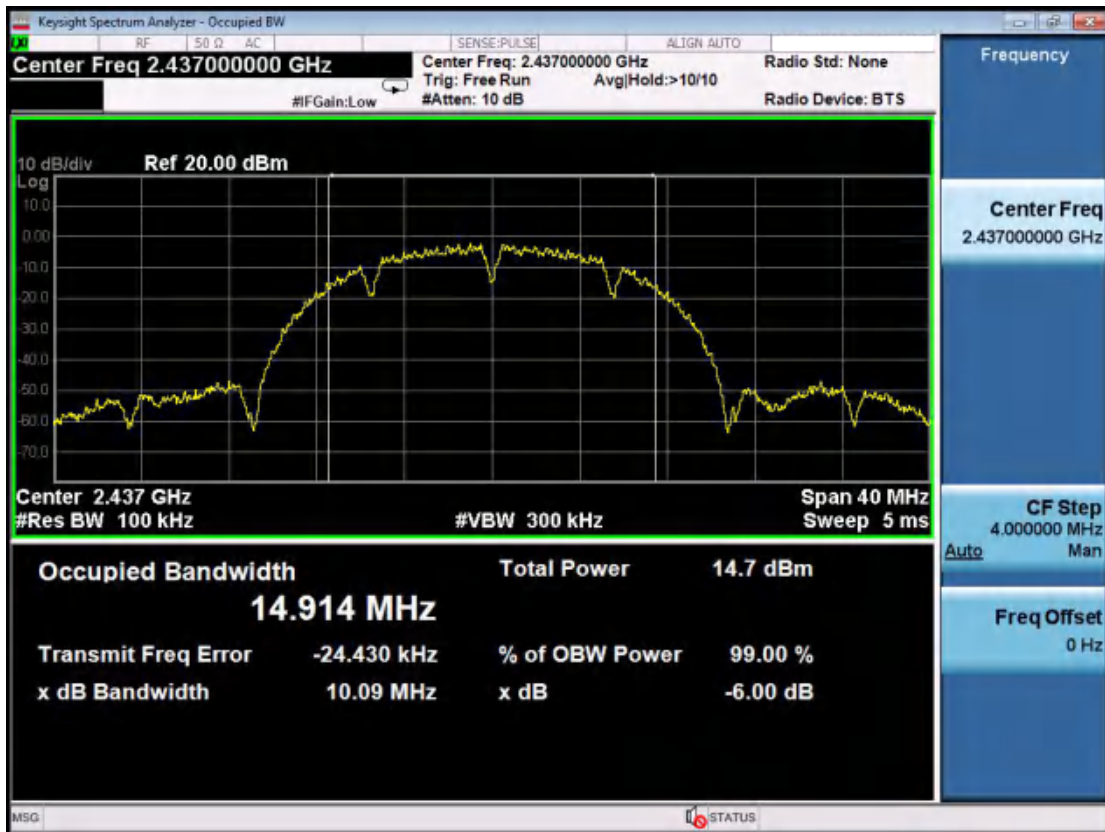 Keysight Spectrum Analyzer - Occupied BW
LXI RF 50 Ω AC SENSE:PULSE ALIGN AUTO
Center Freq 2.437000000 GHz
Center Freq: 2.437000000 GHz Radio Std: None
Trig: Free Run Avg|Hold:>10/10
#IFGain:Low #Atten: 10 dB Radio Device: BTS
10 dB/div Ref 20.00 dBm
Log
10.0
0.00
-10.0
-20.0
-30.0
-40.0
-50.0
-60.0
-70.0
Center 2.437 GHz Span 40 MHz
#Res BW 100 kHz #VBW 300 kHz Sweep 5 ms
Occupied Bandwidth Total Power 14.7 dBm
14.914 MHz
Transmit Freq Error -24.430 kHz % of OBW Power 99.00 %
x dB Bandwidth 10.09 MHz x dB -6.00 dB
MSG STATUS
Frequency
Center Freq
2.437000000 GHz
CF Step
4.000000 MHz
Auto Man
Freq Offset
0 Hz